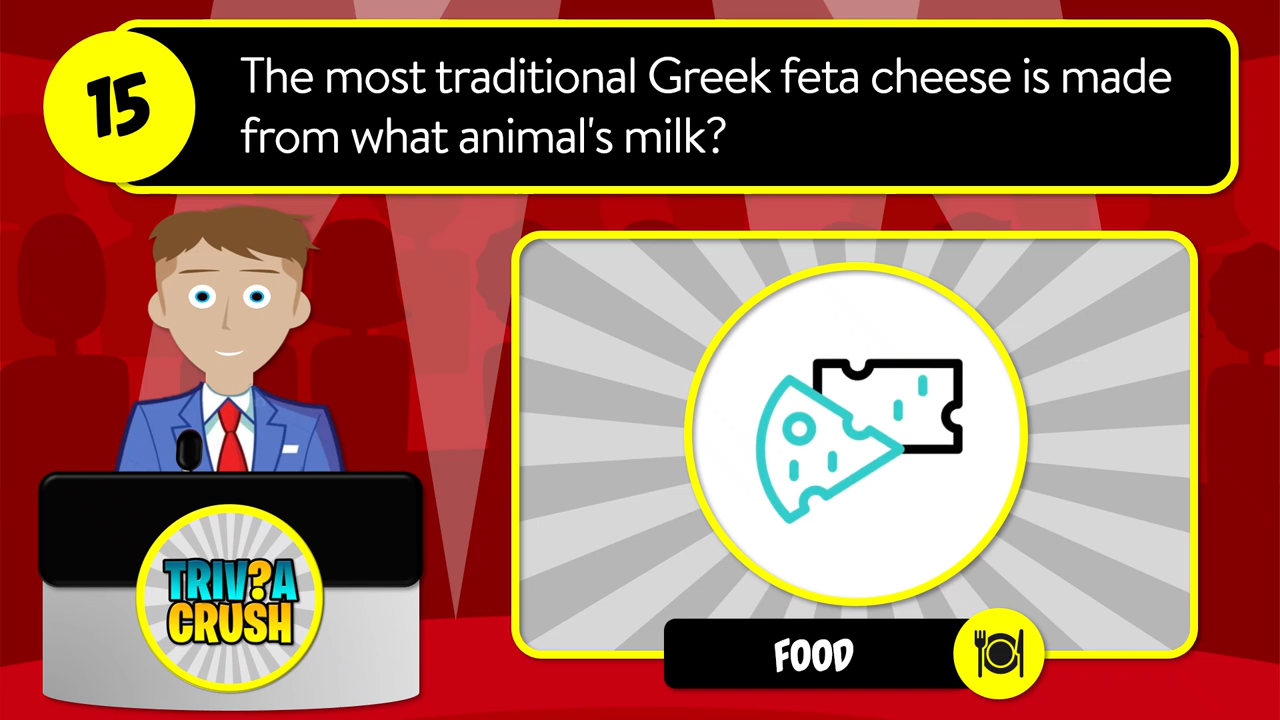 15
The most traditional Greek feta cheese is made
from what animal's milk?
TRIV?A
CRUSH
FOOD